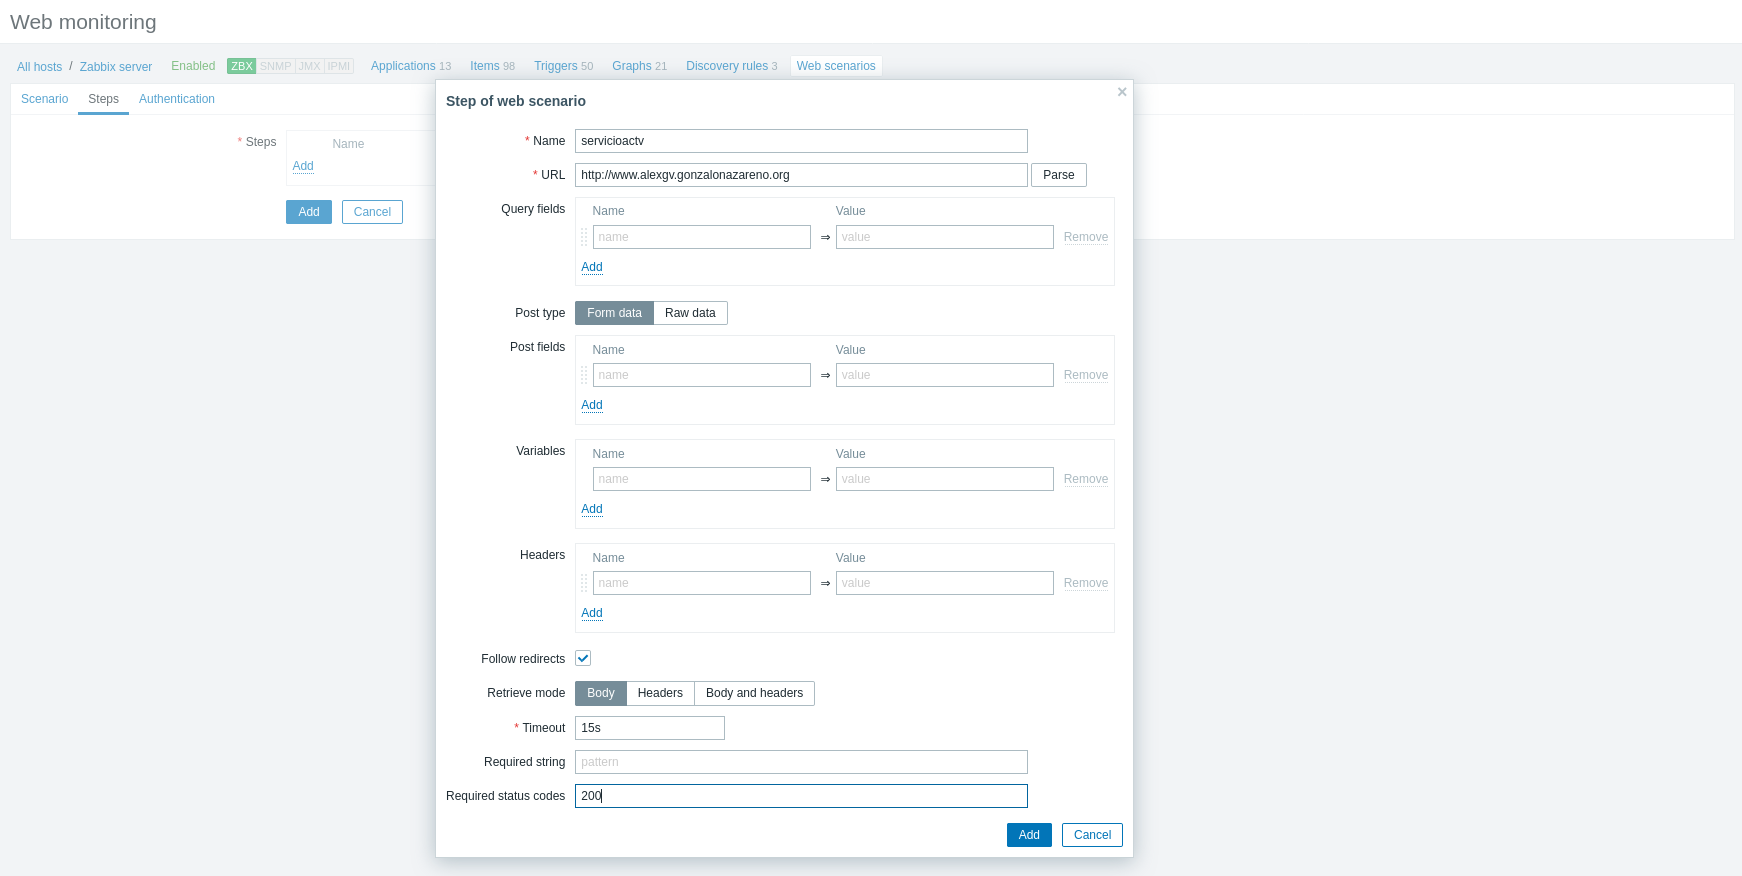 Web monitoring
All hosts / Zabbix server Enabled ZBX SNMP JMX IPMI Applications 13 Items 98 Triggers 50 Graphs 21 Discovery rules 3 Web scenarios
Scenario Steps Authentication
* Steps Name
Add
Add Cancel
Step of web scenario ×
* Name servicioactv
* URL http://www.alexgv.gonzalonazareno.org Parse
Query fields Name Value
name ⇒ value Remove
Add
Post type Form data Raw data
Post fields Name Value
name ⇒ value Remove
Add
Variables Name Value
name ⇒ value Remove
Add
Headers Name Value
name ⇒ value Remove
Add
Follow redirects
Retrieve mode Body Headers Body and headers
* Timeout 15s
Required string pattern
Required status codes 200
Add Cancel